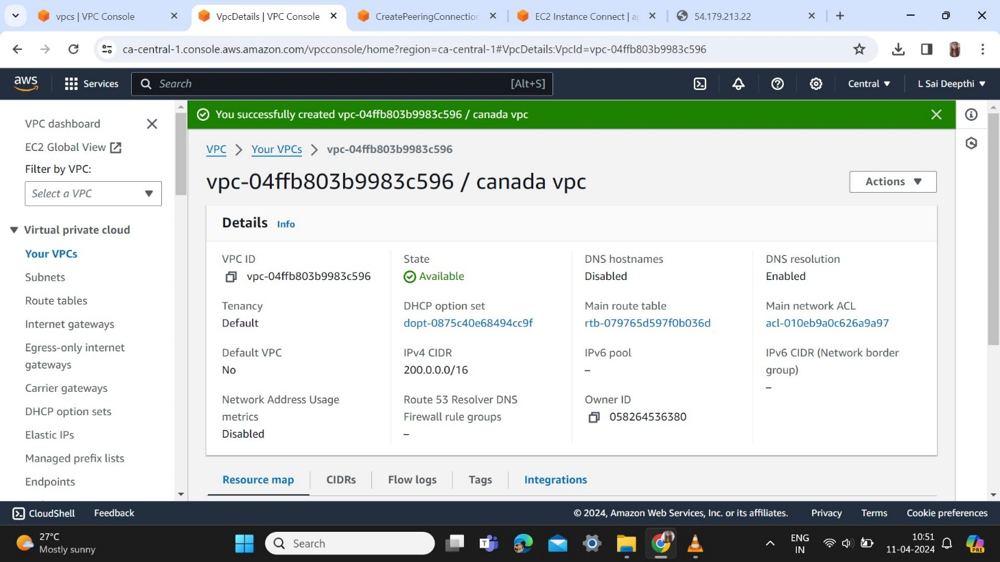 vpcs | VPC Console
VpcDetails | VPC Console
CreatePeeringConnection
EC2 Instance Connect | ap
54.179.213.22
ca-central-1.console.aws.amazon.com/vpcconsole/home?region=ca-central-1#VpcDetails:VpcId=vpc-04ffb803b9983c596
aws
Services
Search
[Alt+S]
Central
L Sai Deepthi
VPC dashboard
EC2 Global View
Filter by VPC:
Select a VPC
Virtual private cloud
Your VPCs
Subnets
Route tables
Internet gateways
Egress-only internet
gateways
Carrier gateways
DHCP option sets
Elastic IPs
Managed prefix lists
Endpoints
You successfully created vpc-04ffb803b9983c596 / canada vpc
VPC
Your VPCs
vpc-04ffb803b9983c596
vpc-04ffb803b9983c596 / canada vpc
Actions
Details Info
VPC ID
vpc-04ffb803b9983c596
State
Available
DNS hostnames
Disabled
DNS resolution
Enabled
Tenancy
Default
DHCP option set
dopt-0875c40e68494cc9f
Main route table
rtb-079765d597f0b036d
Main network ACL
acl-010eb9a0c626a9a97
Default VPC
No
IPv4 CIDR
200.0.0.0/16
IPv6 pool
–
IPv6 CIDR (Network border
group)
–
Network Address Usage
metrics
Disabled
Route 53 Resolver DNS
Firewall rule groups
–
Owner ID
058264536380
Resource map
CIDRs
Flow logs
Tags
Integrations
CloudShell
Feedback
© 2024, Amazon Web Services, Inc. or its affiliates.
Privacy
Terms
Cookie preferences
27°C
Mostly sunny
Search
ENG
IN
10:51
11-04-2024
PRE